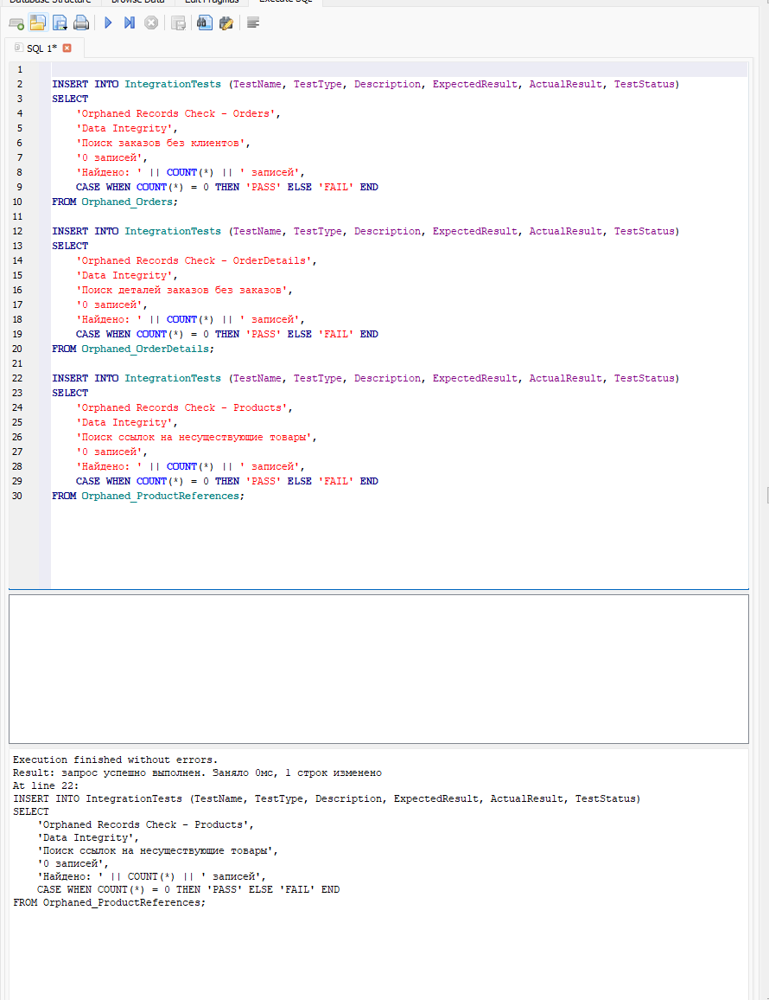 Database Structure Browse Data Edit Pragmas Execute SQL
SQL 1*
1
2 INSERT INTO IntegrationTests (TestName, TestType, Description, ExpectedResult, ActualResult, TestStatus)
3 SELECT
4 'Orphaned Records Check - Orders',
5 'Data Integrity',
6 'Поиск заказов без клиентов',
7 '0 записей',
8 'Найдено: ' || COUNT(*) || ' записей',
9 CASE WHEN COUNT(*) = 0 THEN 'PASS' ELSE 'FAIL' END
10 FROM Orphaned_Orders;
11
12 INSERT INTO IntegrationTests (TestName, TestType, Description, ExpectedResult, ActualResult, TestStatus)
13 SELECT
14 'Orphaned Records Check - OrderDetails',
15 'Data Integrity',
16 'Поиск деталей заказов без заказов',
17 '0 записей',
18 'Найдено: ' || COUNT(*) || ' записей',
19 CASE WHEN COUNT(*) = 0 THEN 'PASS' ELSE 'FAIL' END
20 FROM Orphaned_OrderDetails;
21
22 INSERT INTO IntegrationTests (TestName, TestType, Description, ExpectedResult, ActualResult, TestStatus)
23 SELECT
24 'Orphaned Records Check - Products',
25 'Data Integrity',
26 'Поиск ссылок на несуществующие товары',
27 '0 записей',
28 'Найдено: ' || COUNT(*) || ' записей',
29 CASE WHEN COUNT(*) = 0 THEN 'PASS' ELSE 'FAIL' END
30 FROM Orphaned_ProductReferences;
Execution finished without errors.
Result: запрос успешно выполнен. Заняло 0мс, 1 строк изменено
At line 22:
INSERT INTO IntegrationTests (TestName, TestType, Description, ExpectedResult, ActualResult, TestStatus)
SELECT
'Orphaned Records Check - Products',
'Data Integrity',
'Поиск ссылок на несуществующие товары',
'0 записей',
'Найдено: ' || COUNT(*) || ' записей',
CASE WHEN COUNT(*) = 0 THEN 'PASS' ELSE 'FAIL' END
FROM Orphaned_ProductReferences;